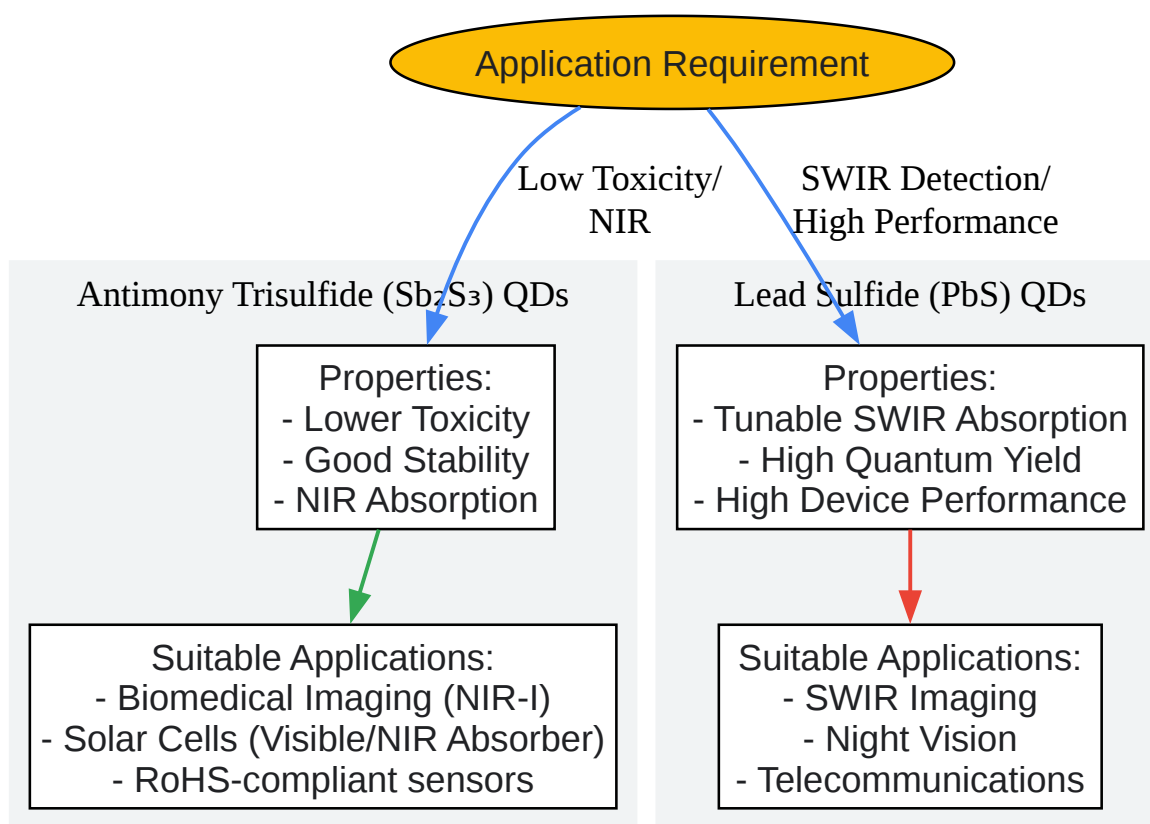 Application Requirement
Low Toxicity/
NIR
SWIR Detection/
High Performance
Antimony Trisulfide (Sb₂S₃) QDs
Properties:
- Lower Toxicity
- Good Stability
- NIR Absorption
Suitable Applications:
- Biomedical Imaging (NIR-I)
- Solar Cells (Visible/NIR Absorber)
- RoHS-compliant sensors
Lead Sulfide (PbS) QDs
Properties:
- Tunable SWIR Absorption
- High Quantum Yield
- High Device Performance
Suitable Applications:
- SWIR Imaging
- Night Vision
- Telecommunications